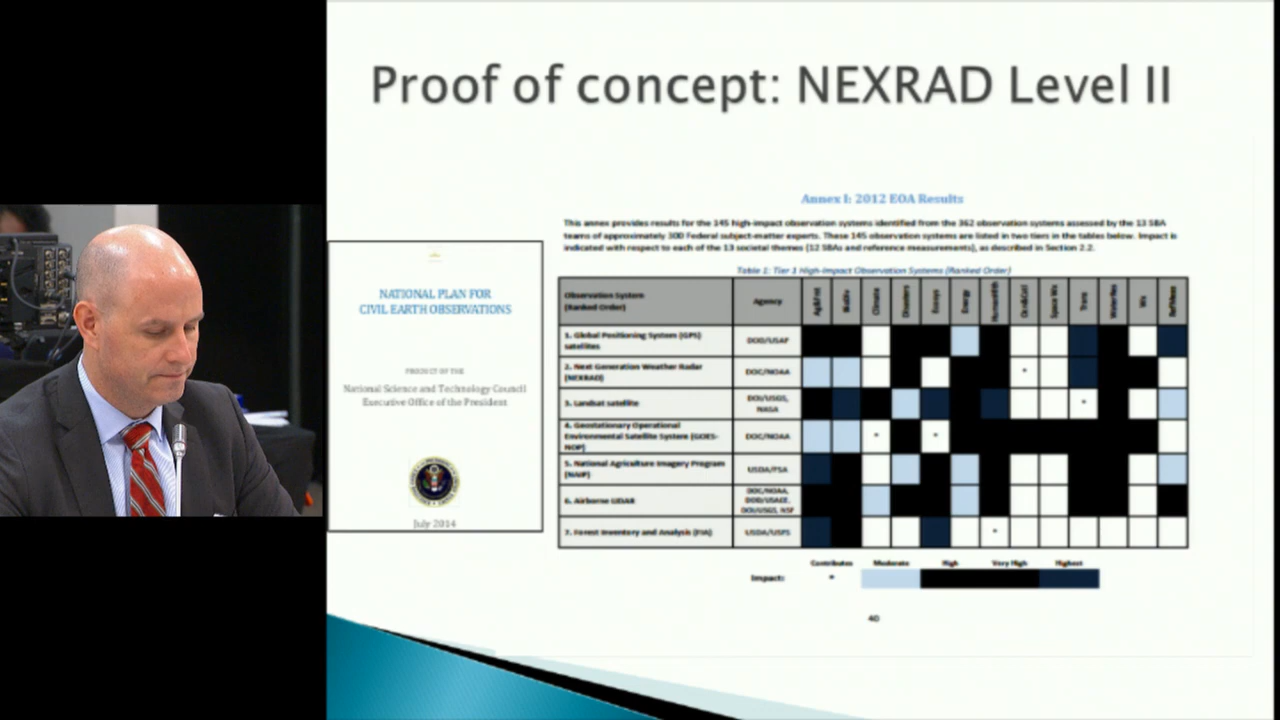 Proof of concept: NEXRAD Level II
NATIONAL PLAN FOR
CIVIL EARTH OBSERVATIONS
PRODUCT OF THE
National Science and Technology Council
Executive Office of the President
July 2014
Annex I: 2012 EOA Results
This annex provides results for the 145 high-impact observation systems identified from the 362 observation systems assessed by the 13 SBA
teams of approximately 300 Federal subject-matter experts. These 145 observation systems are listed in two tiers in the tables below. Impact is
indicated with respect to each of the 13 societal themes (12 SBAs and reference measurements), as described in Section 2.2.
Table 1: Tier 1 High-Impact Observation Systems (Ranked Order)
Observation System
(Ranked Order)
Agency
Climate
Disasters
Energy
Space Wx
Trans
Wx
1. Global Positioning System (GPS)
satellites
DOD/USAF
2. Next Generation Weather Radar
(NEXRAD)
DOC/NOAA
3. Landsat satellite
DOI/USGS,
NASA
4. Geostationary Operational
Environmental Satellite System (GOES-
NOP)
DOC/NOAA
5. National Agriculture Imagery Program
(NAIP)
USDA/FSA
6. Airborne LIDAR
DOC/NOAA,
DOD/USACE,
DOI/USGS, NSF
7. Forest Inventory and Analysis (FIA)
USDA/USFS
Contributes Moderate High Very High Highest
Impact:
40